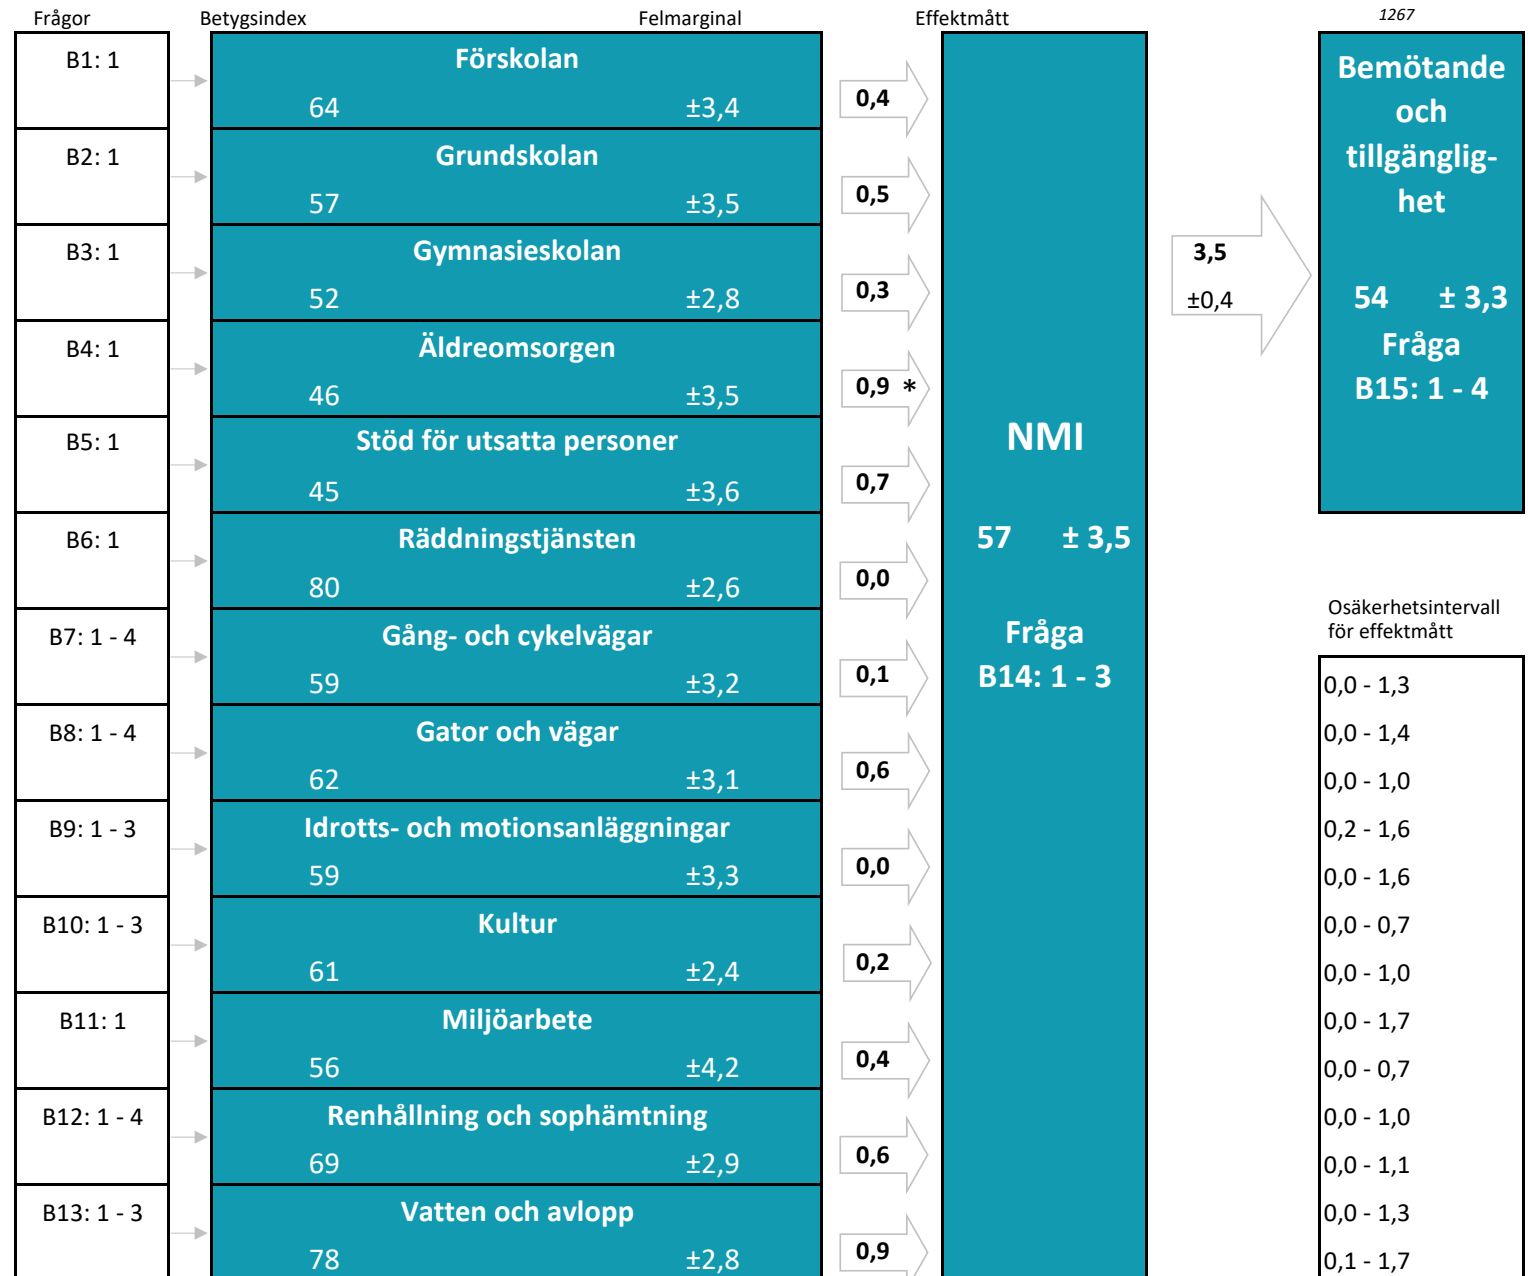 Frågor Betygsindex Felmarginal Effektmått 1267
B1: 1
Förskolan
64 ±3,4
0,4
B2: 1
Grundskolan
57 ±3,5
0,5
B3: 1
Gymnasieskolan
52 ±2,8
0,3
B4: 1
Äldreomsorgen
46 ±3,5
0,9 *
B5: 1
Stöd för utsatta personer
45 ±3,6
0,7
B6: 1
Räddningstjänsten
80 ±2,6
0,0
B7: 1 - 4
Gång- och cykelvägar
59 ±3,2
0,1
B8: 1 - 4
Gator och vägar
62 ±3,1
0,6
B9: 1 - 3
Idrotts- och motionsanläggningar
59 ±3,3
0,0
B10: 1 - 3
Kultur
61 ±2,4
0,2
B11: 1
Miljöarbete
56 ±4,2
0,4
B12: 1 - 4
Renhållning och sophämtning
69 ±2,9
0,6
B13: 1 - 3
Vatten och avlopp
78 ±2,8
0,9
NMI
57 ± 3,5
Fråga
B14: 1 - 3
3,5
±0,4
Bemötande
och
tillgänglig-
het
54 ± 3,3
Fråga
B15: 1 - 4
Osäkerhetsintervall
för effektmått
0,0 - 1,3
0,0 - 1,4
0,0 - 1,0
0,2 - 1,6
0,0 - 1,6
0,0 - 0,7
0,0 - 1,0
0,0 - 1,7
0,0 - 0,7
0,0 - 1,0
0,0 - 1,1
0,0 - 1,3
0,1 - 1,7